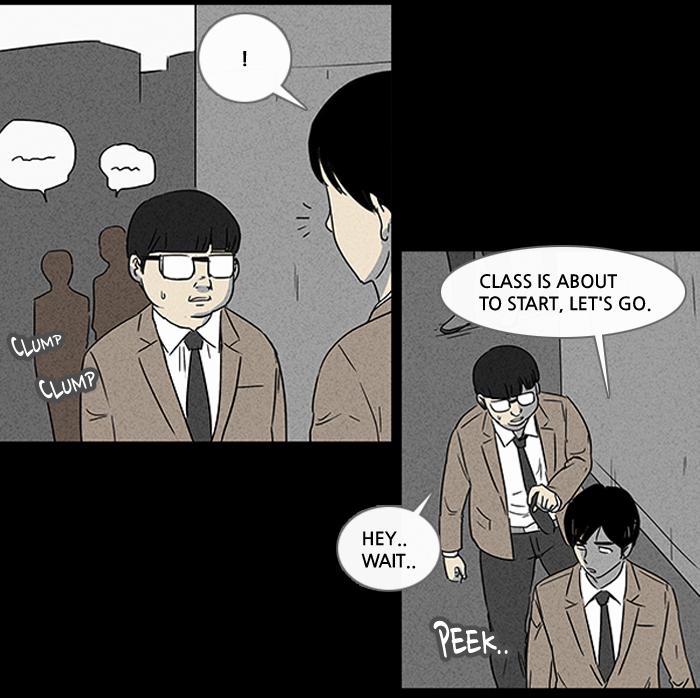 !
CLUMP
CLUMP
CLASS IS ABOUT
TO START, LET'S GO.
HEY..
WAIT..
PEEK..